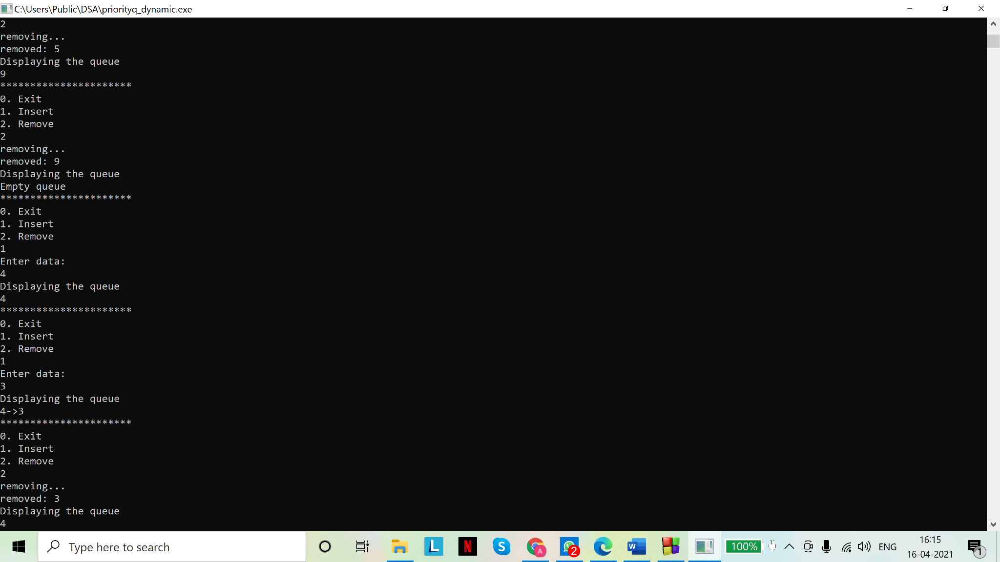 C:\Users\Public\DSA\priorityq_dynamic.exe
2
removing...
removed: 5
Displaying the queue
9
**********************
0. Exit
1. Insert
2. Remove
2
removing...
removed: 9
Displaying the queue
Empty queue
**********************
0. Exit
1. Insert
2. Remove
1
Enter data:
4
Displaying the queue
4
**********************
0. Exit
1. Insert
2. Remove
1
Enter data:
3
Displaying the queue
4->3
**********************
0. Exit
1. Insert
2. Remove
2
removing...
removed: 3
Displaying the queue
4
Type here to search
L
N
S
A
2
W
100%
ENG
16:15
16-04-2021
1